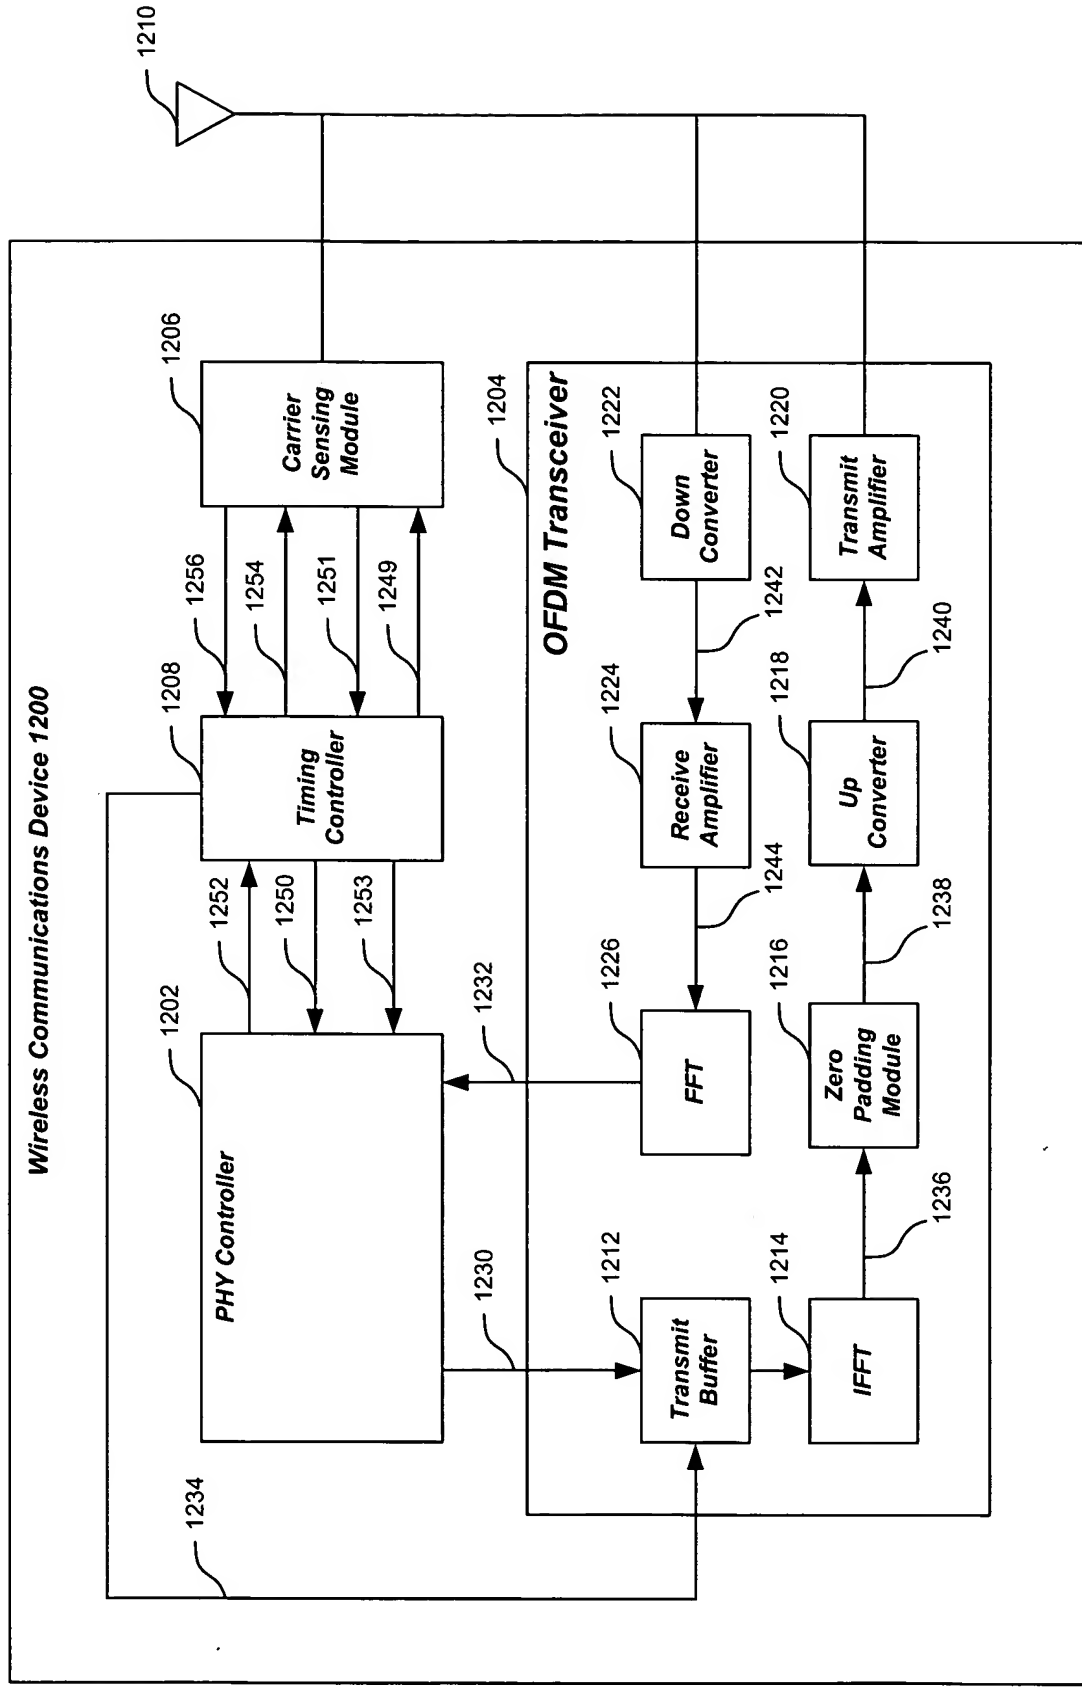 Wireless Communications Device 1200
1234
1202
1252
1250
1253
1208
1256
1254
1251
1249
1206
1210
PHY Controller
Timing
Controller
Carrier
Sensing
Module
1230
1232
1204
OFDM Transceiver
1212
Transmit
Buffer
1226
FFT
1244
1224
Receive
Amplifier
1242
1222
Down
Converter
1214
IFFT
1236
1216
Zero
Padding
Module
1238
1218
Up
Converter
1240
1220
Transmit
Amplifier